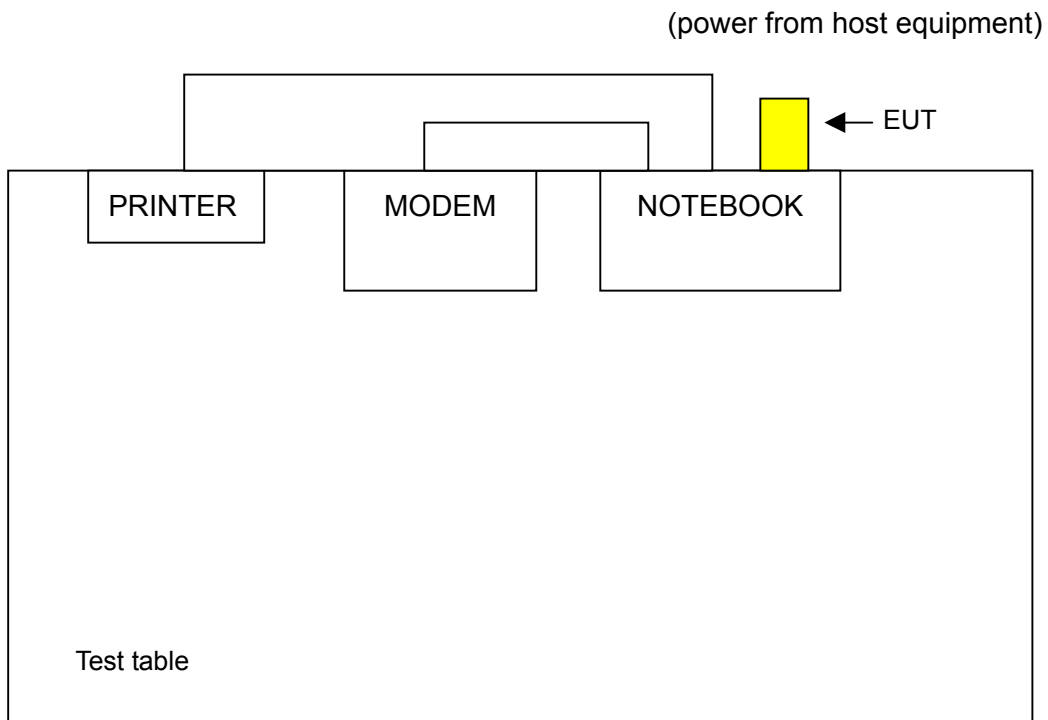 (power from host equipment)
EUT
PRINTER
MODEM
NOTEBOOK
Test table